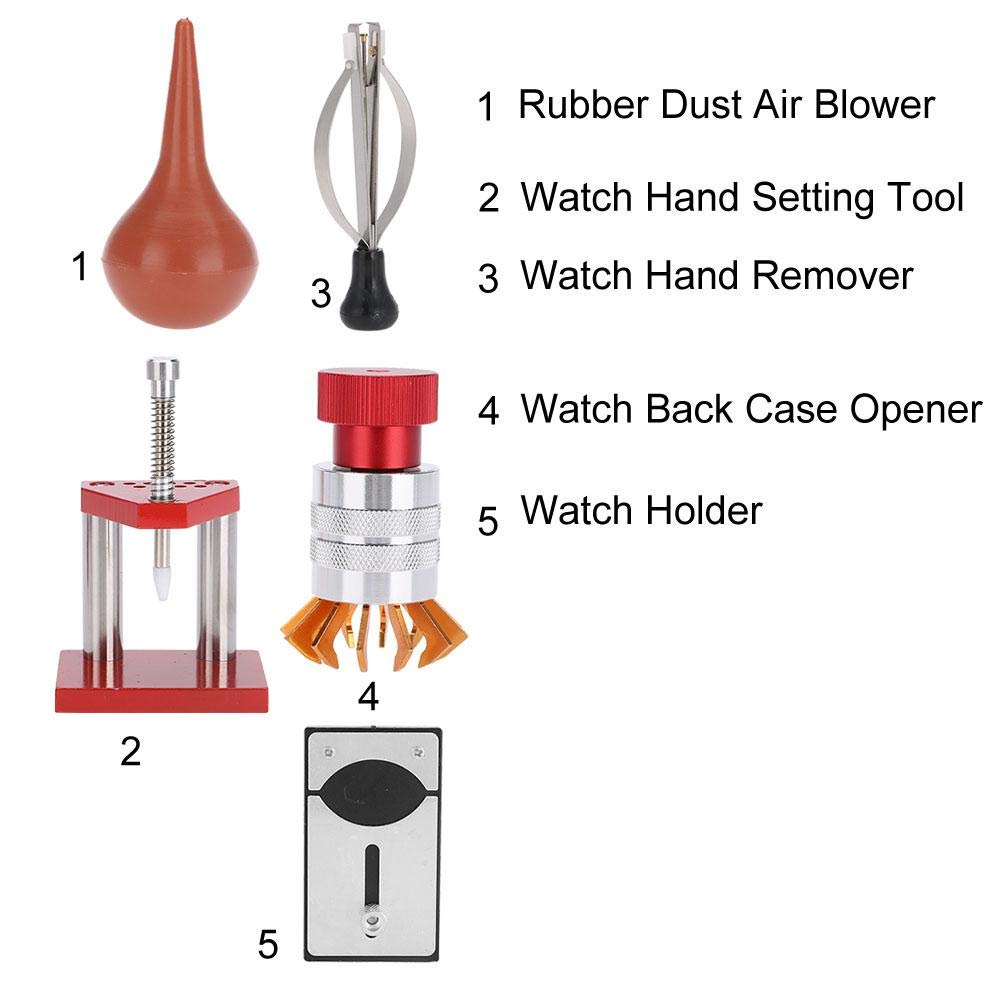 1 Rubber Dust Air Blower
2 Watch Hand Setting Tool
3 Watch Hand Remover
4 Watch Back Case Opener
5 Watch Holder
1
3
2
4
5